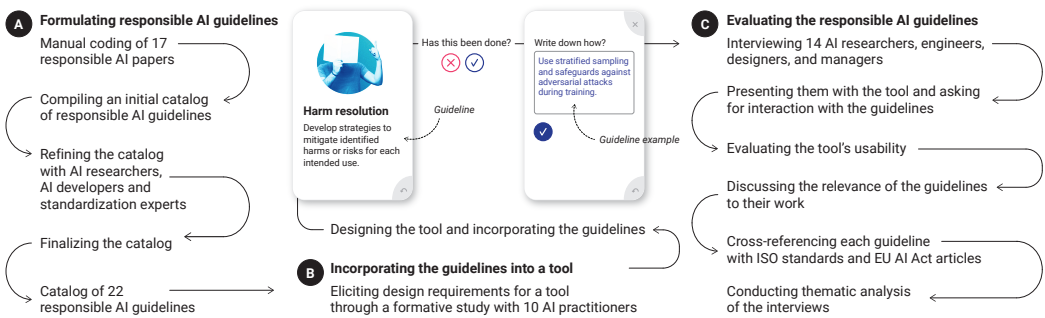 A
Formulating responsible AI guidelines
Manual coding of 17
responsible AI papers
Compiling an initial catalog
of responsible AI guidelines
Refining the catalog
with AI researchers,
AI developers and
standardization experts
Finalizing the catalog
Catalog of 22
responsible AI guidelines
Harm resolution
Develop strategies to
mitigate identified
harms or risks for each
intended use.
Guideline
Has this been done?
Write down how?
Use stratified sampling
and safeguards against
adversarial attacks
during training.
Guideline example
Designing the tool and incorporating the guidelines
B
Incorporating the guidelines into a tool
Eliciting design requirements for a tool
through a formative study with 10 AI practitioners
C
Evaluating the responsible AI guidelines
Interviewing 14 AI researchers, engineers,
designers, and managers
Presenting them with the tool and asking
for interaction with the guidelines
Evaluating the tool's usability
Discussing the relevance of the guidelines
to their work
Cross-referencing each guideline
with ISO standards and EU AI Act articles
Conducting thematic analysis
of the interviews